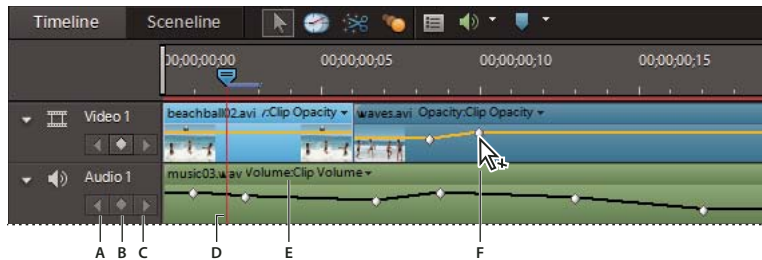 Timeline Sceneline
00;00;00;00 00;00;00;05 00;00;00;10 00;00;00;15
Video 1 beachball02.avi :Clip Opacity waves.avi Opacity:Clip Opacity
Audio 1 music03.wav Volume:Clip Volume
A B C D E F